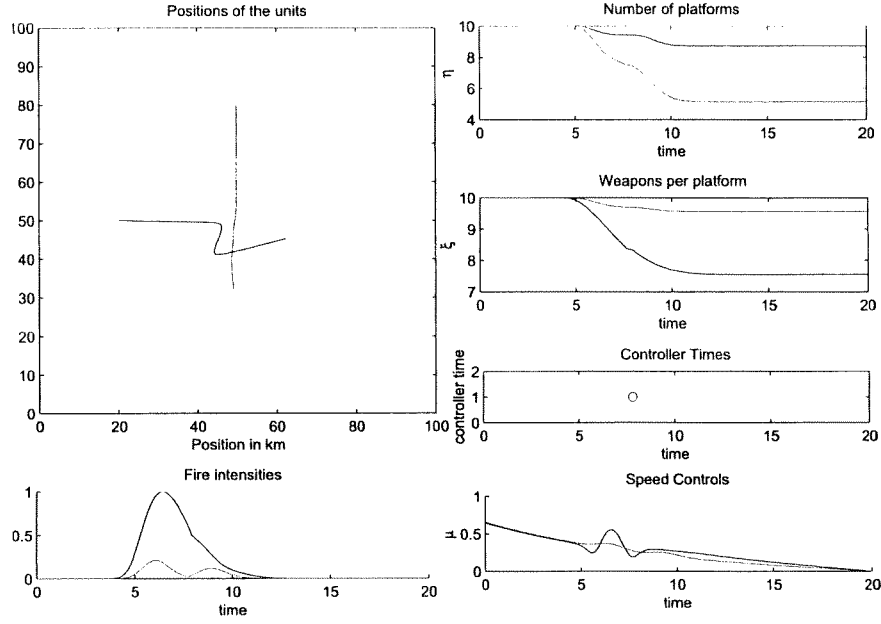 Positions of the units
100
90
80
70
60
50
40
30
20
10
0
0 20 40 60 80 100
Position in km
Number of platforms
10
8
6
4
η
0 5 10 15 20
time
Weapons per platform
10
9
8
7
ξ
0 5 10 15 20
time
Controller Times
2
1
0
controller time
0 5 10 15 20
time
Fire intensities
1
0.5
0
0 5 10 15 20
time
Speed Controls
1
0.5
0
μ
0 5 10 15 20
time